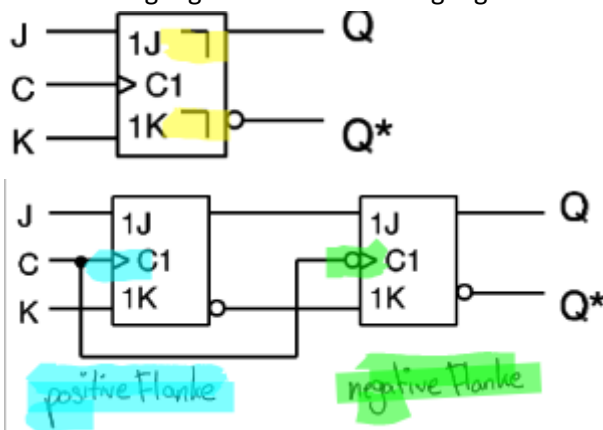 J 1J Q
C C1
K 1K Q*
J 1J 1J Q
C C1 C1
K 1K 1K Q*
positive Flanke negative Flanke